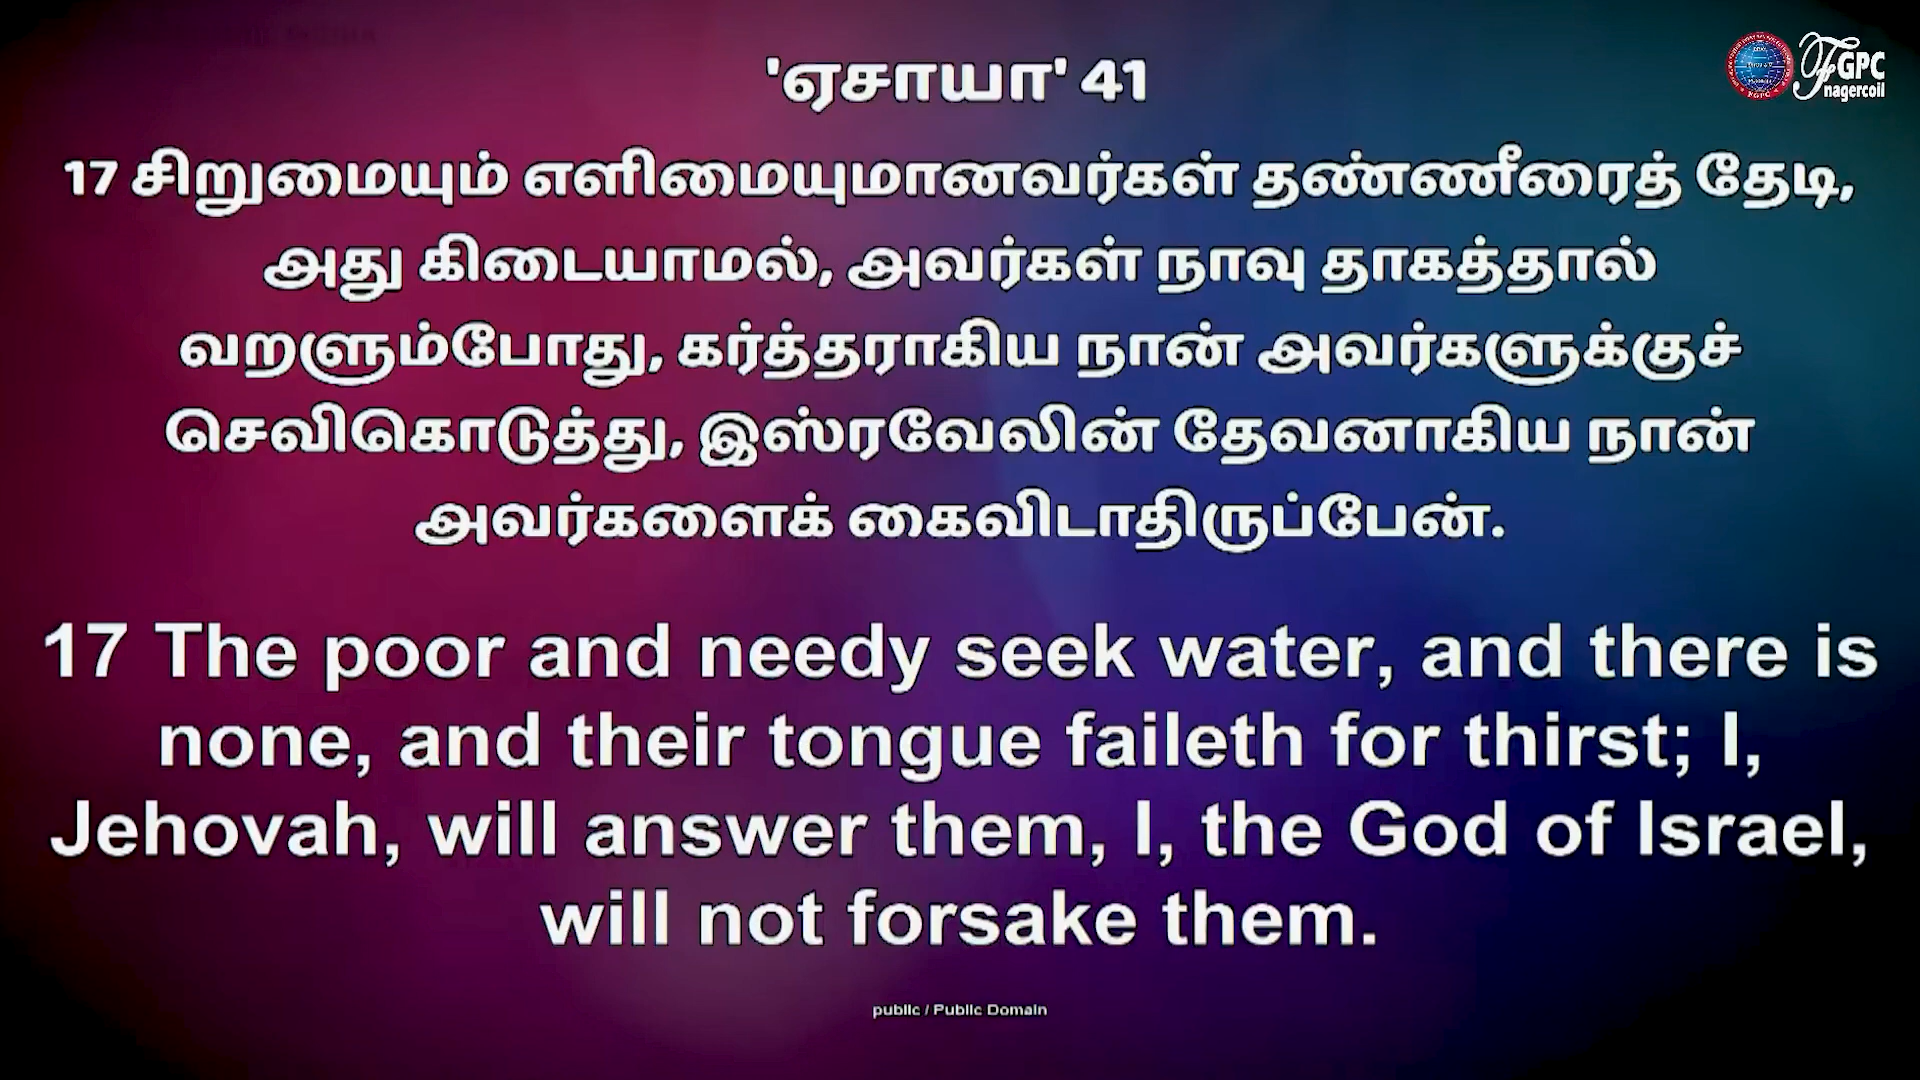 'ஏசாயா' 41
FGPC
nagercoil
17 சிறுமையும் எளிமையுமானவர்கள் தண்ணீரைத் தேடி,
அது கிடையாமல், அவர்கள் நாவு தாகத்தால்
வறளும்போது, கர்த்தராகிய நான் அவர்களுக்குச்
செவிகொடுத்து, இஸ்ரவேலின் தேவனாகிய நான்
அவர்களைக் கைவிடாதிருப்பேன்.
17 The poor and needy seek water, and there is
none, and their tongue faileth for thirst; I,
Jehovah, will answer them, I, the God of Israel,
will not forsake them.
public / Public Domain